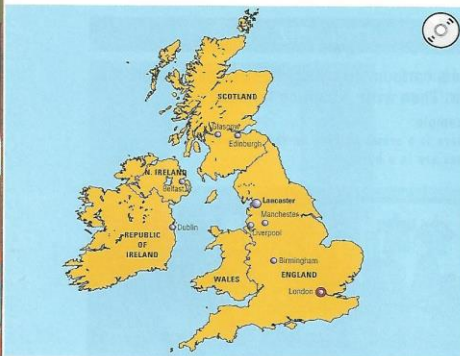 SCOTLAND
Glasgow
Edinburgh
N. IRELAND
Belfast
Lancaster
Manchester
Liverpool
Dublin
REPUBLIC
OF
IRELAND
Birmingham
WALES
ENGLAND
London